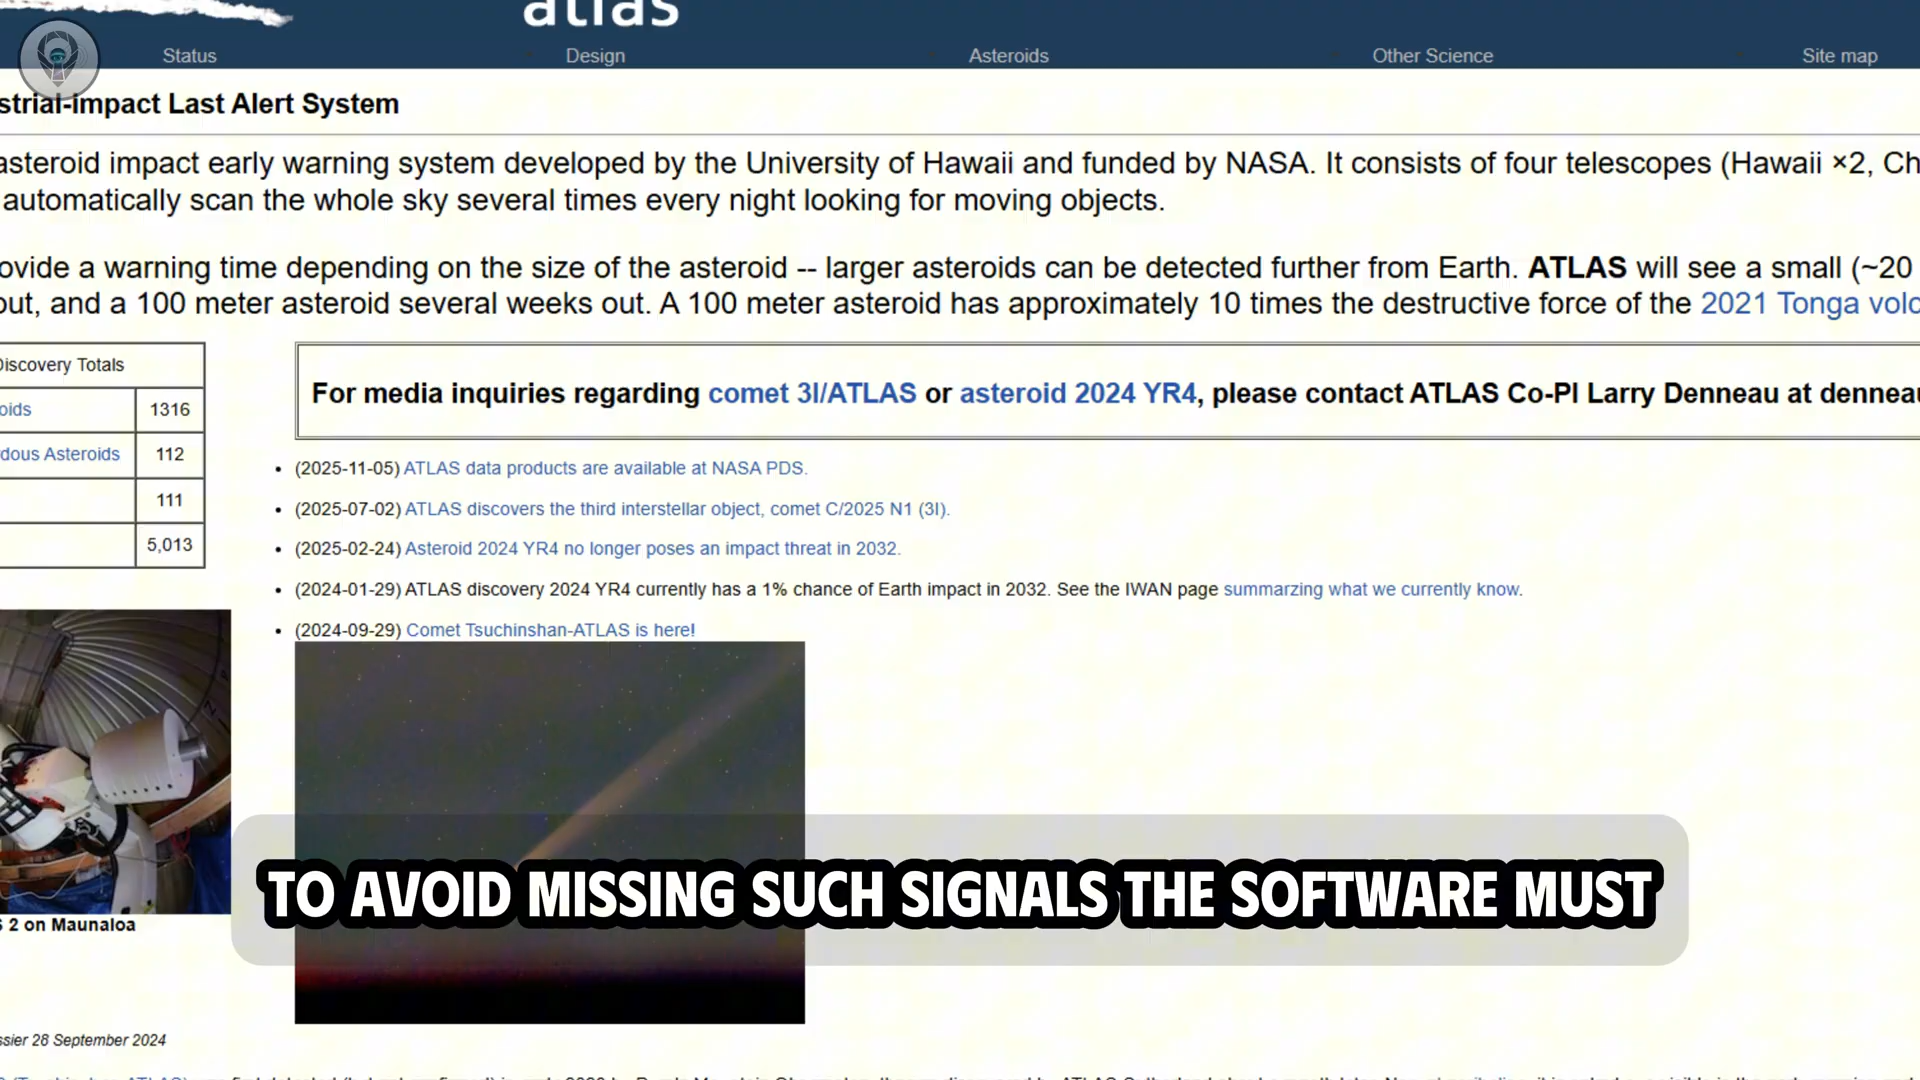 atlas
Status Design Asteroids Other Science Site map
strial-impact Last Alert System
asteroid impact early warning system developed by the University of Hawaii and funded by NASA. It consists of four telescopes (Hawaii ×2, Ch
automatically scan the whole sky several times every night looking for moving objects.
ovide a warning time depending on the size of the asteroid -- larger asteroids can be detected further from Earth. ATLAS will see a small (~20
out, and a 100 meter asteroid several weeks out. A 100 meter asteroid has approximately 10 times the destructive force of the 2021 Tonga volc
Discovery Totals
oids 1316
rdous Asteroids 112
111
5,013
For media inquiries regarding comet 3I/ATLAS or asteroid 2024 YR4, please contact ATLAS Co-PI Larry Denneau at denneau
(2025-11-05) ATLAS data products are available at NASA PDS.
(2025-07-02) ATLAS discovers the third interstellar object, comet C/2025 N1 (3I).
(2025-02-24) Asteroid 2024 YR4 no longer poses an impact threat in 2032.
(2024-01-29) ATLAS discovery 2024 YR4 currently has a 1% chance of Earth impact in 2032. See the IWAN page summarzing what we currently know.
(2024-09-29) Comet Tsuchinshan-ATLAS is here!
TO AVOID MISSING SUCH SIGNALS THE SOFTWARE MUST
S 2 on Maunaloa
ssier 28 September 2024